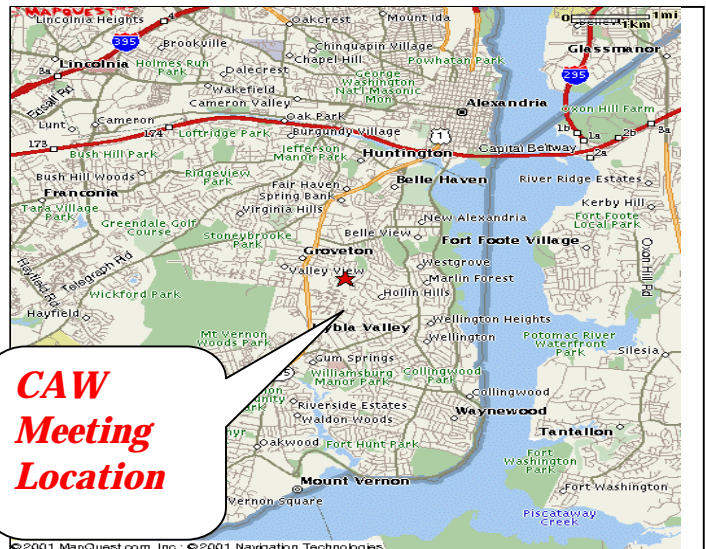 MAPQUEST
1mi
0
1km
Lincolnia Heights
4
Oakcrest
Mount Ida
395
Brookville
Chinquapin Village
Glassmanor
Chapel Hill
Powhatan Park
3a
Lincolnia
Holmes Run Park
Dalecrest
George Washington Nat'l Masonic Mon
295
Wakefield
Cameron Valley
Alexandria
Oxon Hill Farm
Lunt
Cameron
Oak Park
174
Loftridge Park
Burgundy Village
1
1b
1a
2b
3a
173
Bush Hill Park
Jefferson Manor Park
Huntington
Capital Beltway
2a
Bush Hill Woods
Ridgeview Park
Fair Haven
Belle Haven
River Ridge Estates
Franconia
Spring Bank
Kerby Hill
Tara Village Park
Virginia Hills
New Alexandria
Fort Foote Local Park
Greendale Golf Course
Stoneybrooke Park
Belle View
Fort Foote Village
Oxon Hill Rd
Groveton
Westgrove
Hayfield Rd
Telegraph Rd
Valley View
Marlin Forest
Wickford Park
Hollin Hills
Hayfield
Wellington Heights
Mt Vernon Woods Park
Hybla Valley
Wellington
Potomac River Waterfront Park
Silesia
Gum Springs
Williamsburg Manor Park
Collingwood Park
Collingwood
Riverside Estates
Waynewood
Waldon Woods
Tantallon
Oakwood
Fort Hunt Park
Fort Washington Park
Mount Vernon
Fort Washington
Vernon Square
Piscataway Creek
CAW
Meeting
Location
©2001 MapQuest.com, Inc.; ©2001 Navigation Technologies